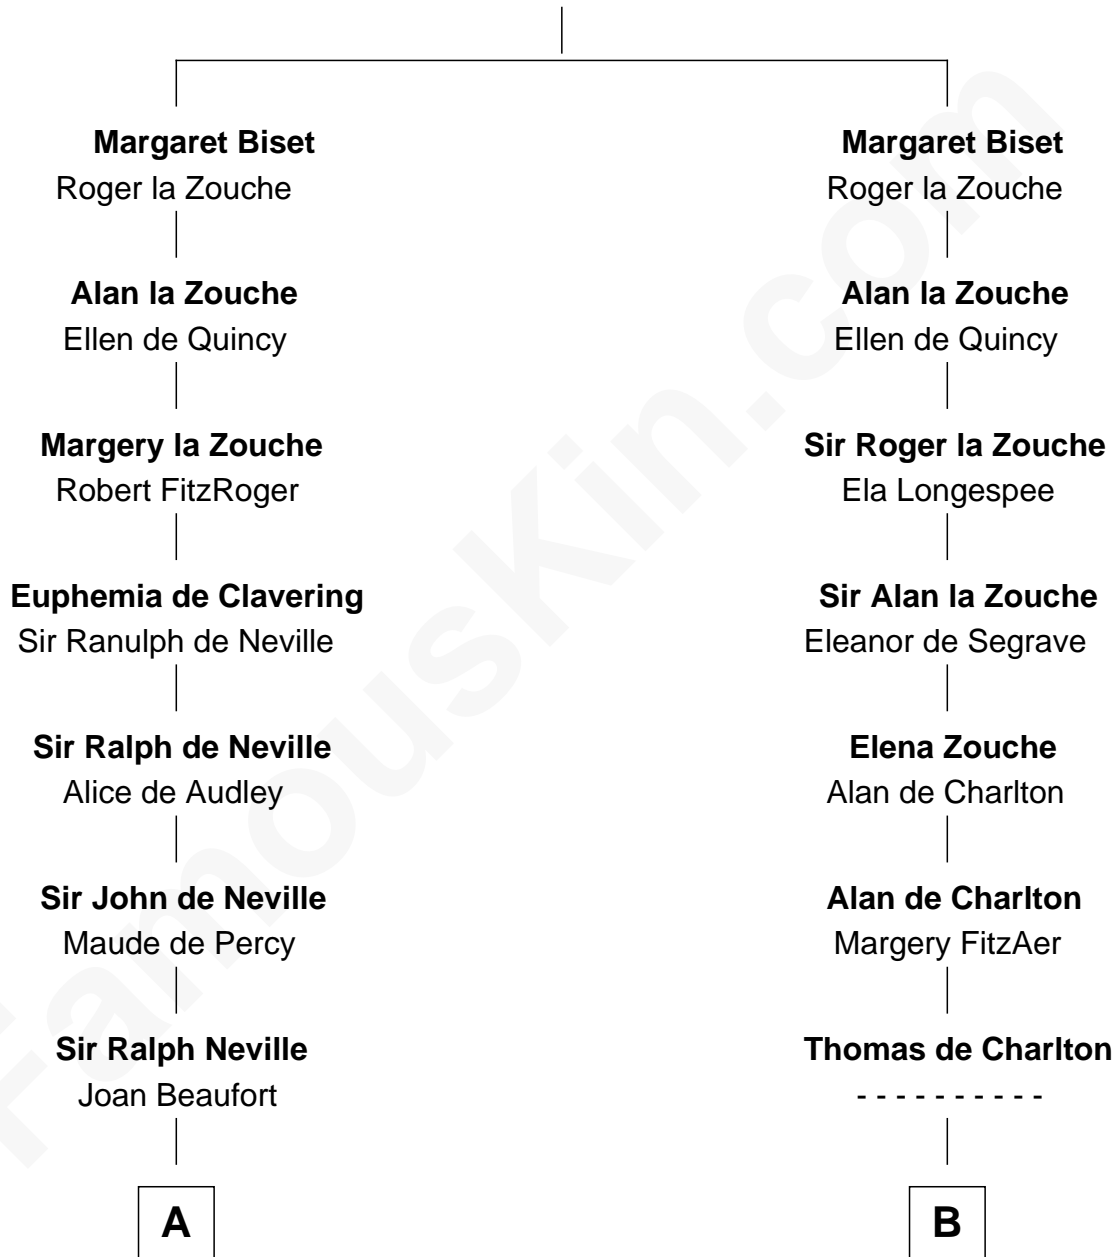 Margaret Biset
Roger la Zouche
Alan la Zouche
Ellen de Quincy
Margery la Zouche
Robert FitzRoger
Euphemia de Clavering
Sir Ranulph de Neville
Sir Ralph de Neville
Alice de Audley
Sir John de Neville
Maude de Percy
Sir Ralph Neville
Joan Beaufort
A
Margaret Biset
Roger la Zouche
Alan la Zouche
Ellen de Quincy
Sir Roger la Zouche
Ela Longespee
Sir Alan la Zouche
Eleanor de Segrave
Elena Zouche
Alan de Charlton
Alan de Charlton
Margery FitzAer
Thomas de Charlton
- - - - - - - - - -
B
FamousKin.com